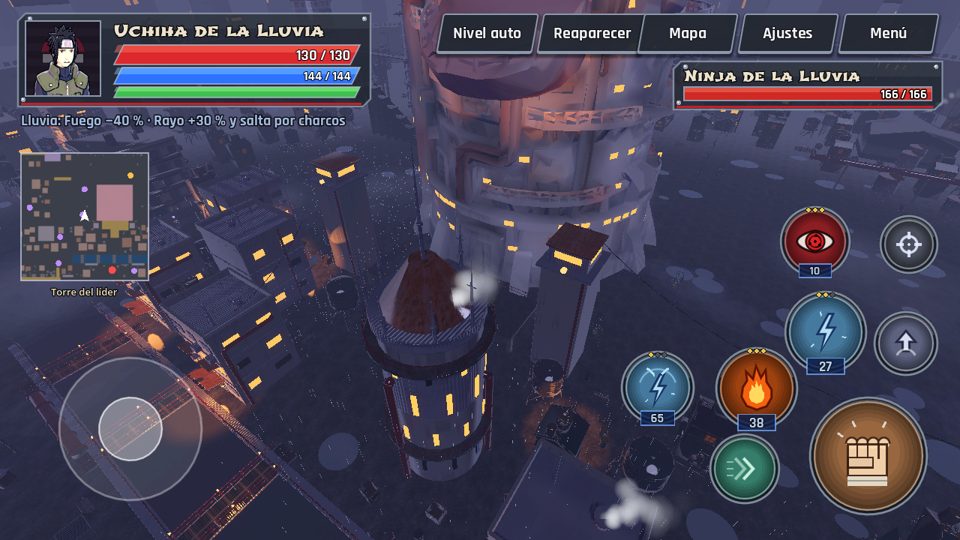 Uchiha de la Lluvia
130 / 130
144 / 144
Lluvia: Fuego −40 % · Rayo +30 % y salta por charcos
Torre del líder
Nivel auto
Reaparecer
Mapa
Ajustes
Menú
Ninja de la Lluvia
166 / 166
10
27
65
38